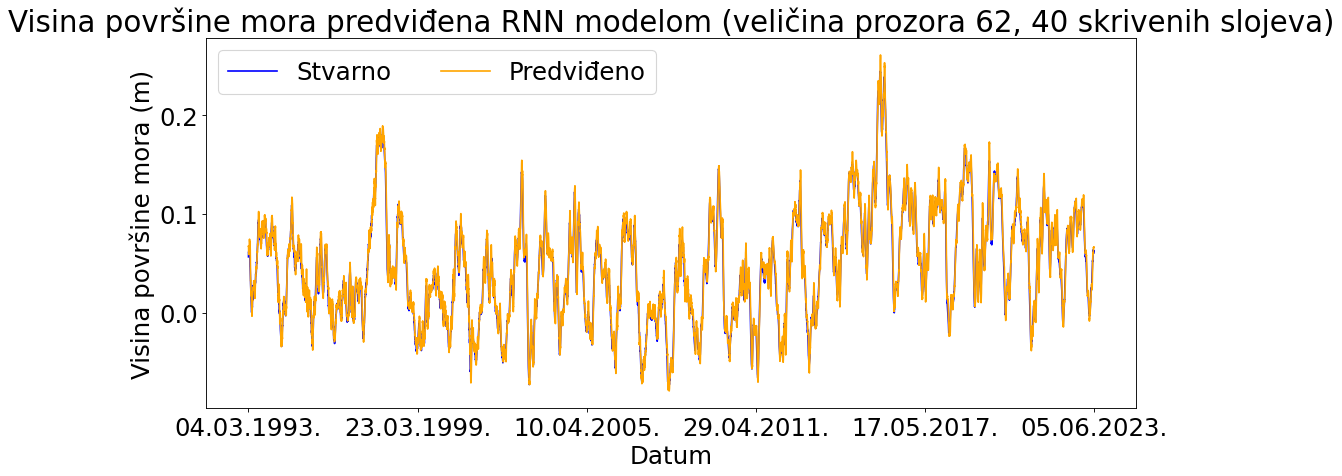 Visina površine mora predviđena RNN modelom (veličina prozora 62, 40 skrivenih slojeva)
Stvarno Predviđeno
Visina površine mora (m)
0.2
0.1
0.0
04.03.1993. 23.03.1999. 10.04.2005. 29.04.2011. 17.05.2017. 05.06.2023.
Datum